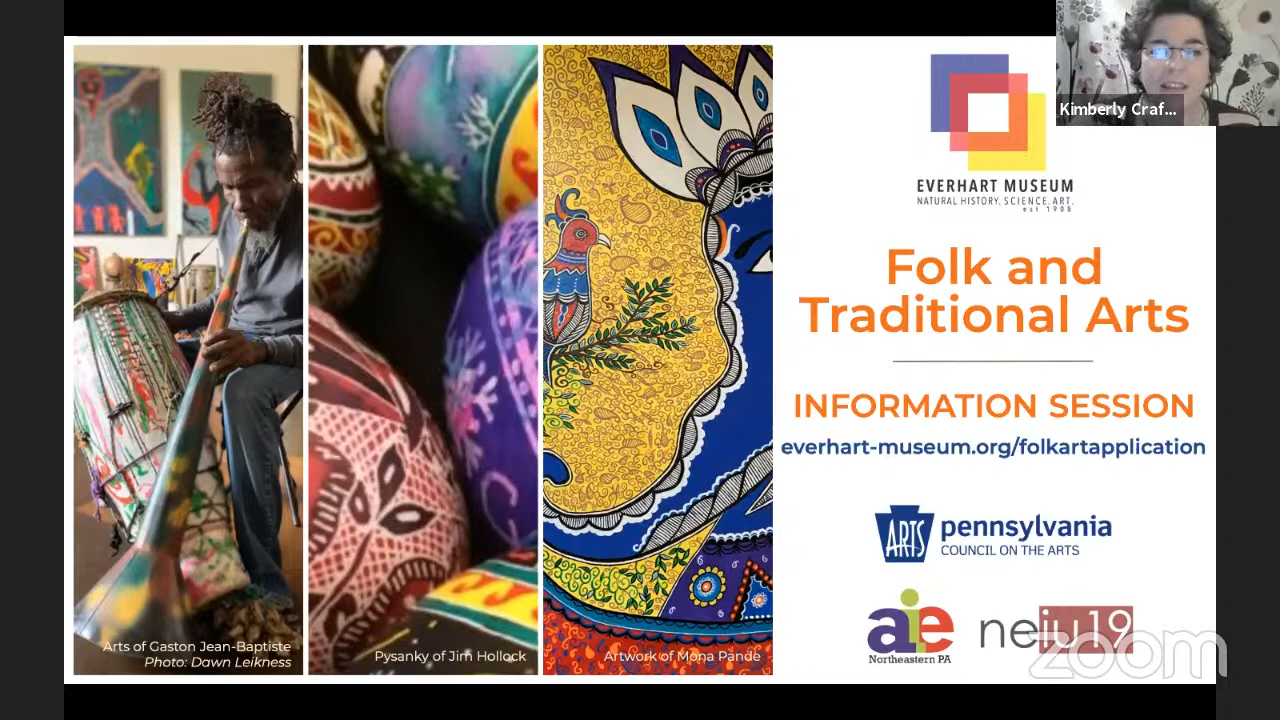 Kimberly Craf...
EVERHART MUSEUM
NATURAL HISTORY, SCIENCE, ART.
est 1908
Folk and
Traditional Arts
INFORMATION SESSION
everhart-museum.org/folkartapplication
ARTS
pennsylvania
COUNCIL ON THE ARTS
aie
Northeastern PA
neiu19
zoom
Arts of Gaston Jean-Baptiste
Photo: Dawn Leikness
Pysanky of Jim Hollock
Artwork of Mona Pande